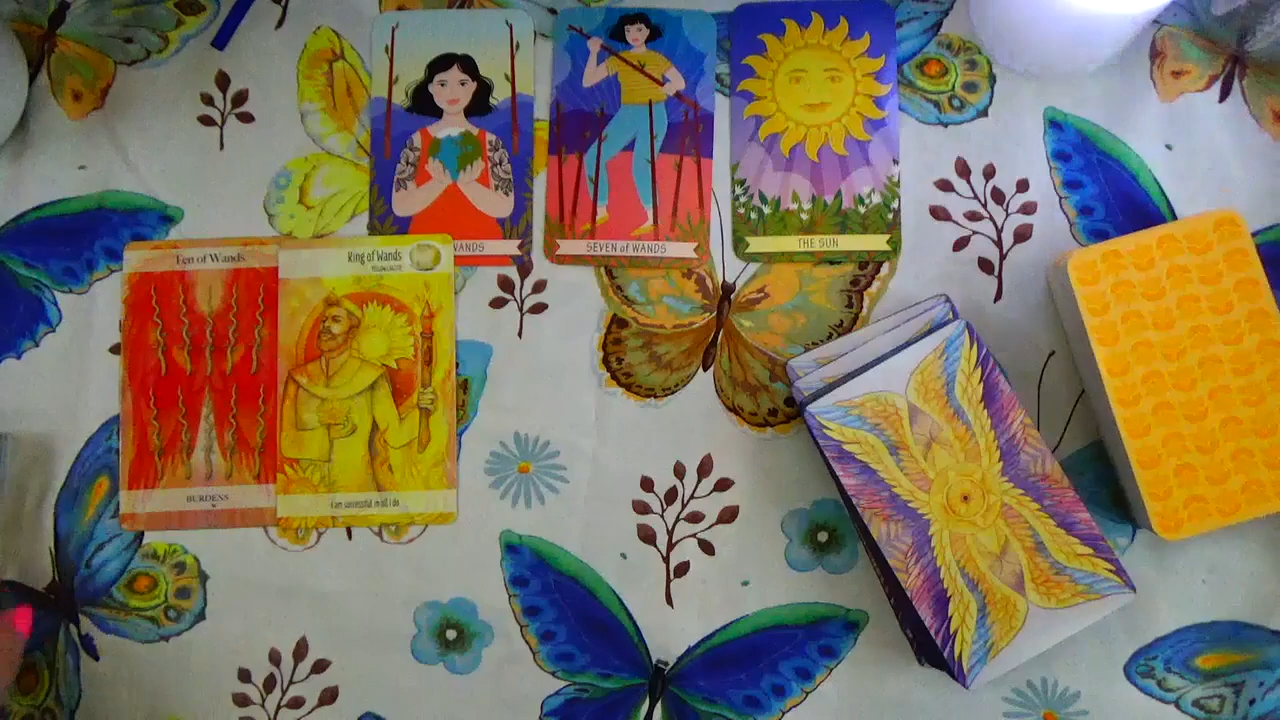 WANDS
SEVEN of WANDS
THE SUN
Ten of Wands
King of Wands
BURDENS
I am successful in all I do